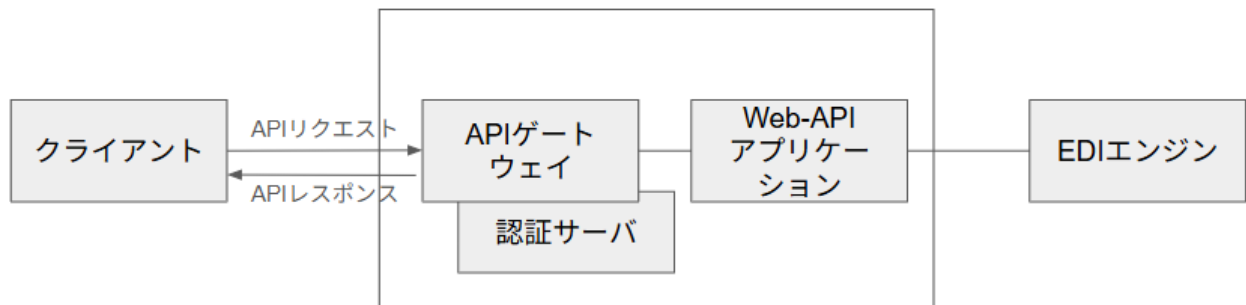 クライアント
APIリクエスト
APIレスポンス
APIゲート
ウェイ
認証サーバ
Web-API
アプリケー
ション
EDIエンジン